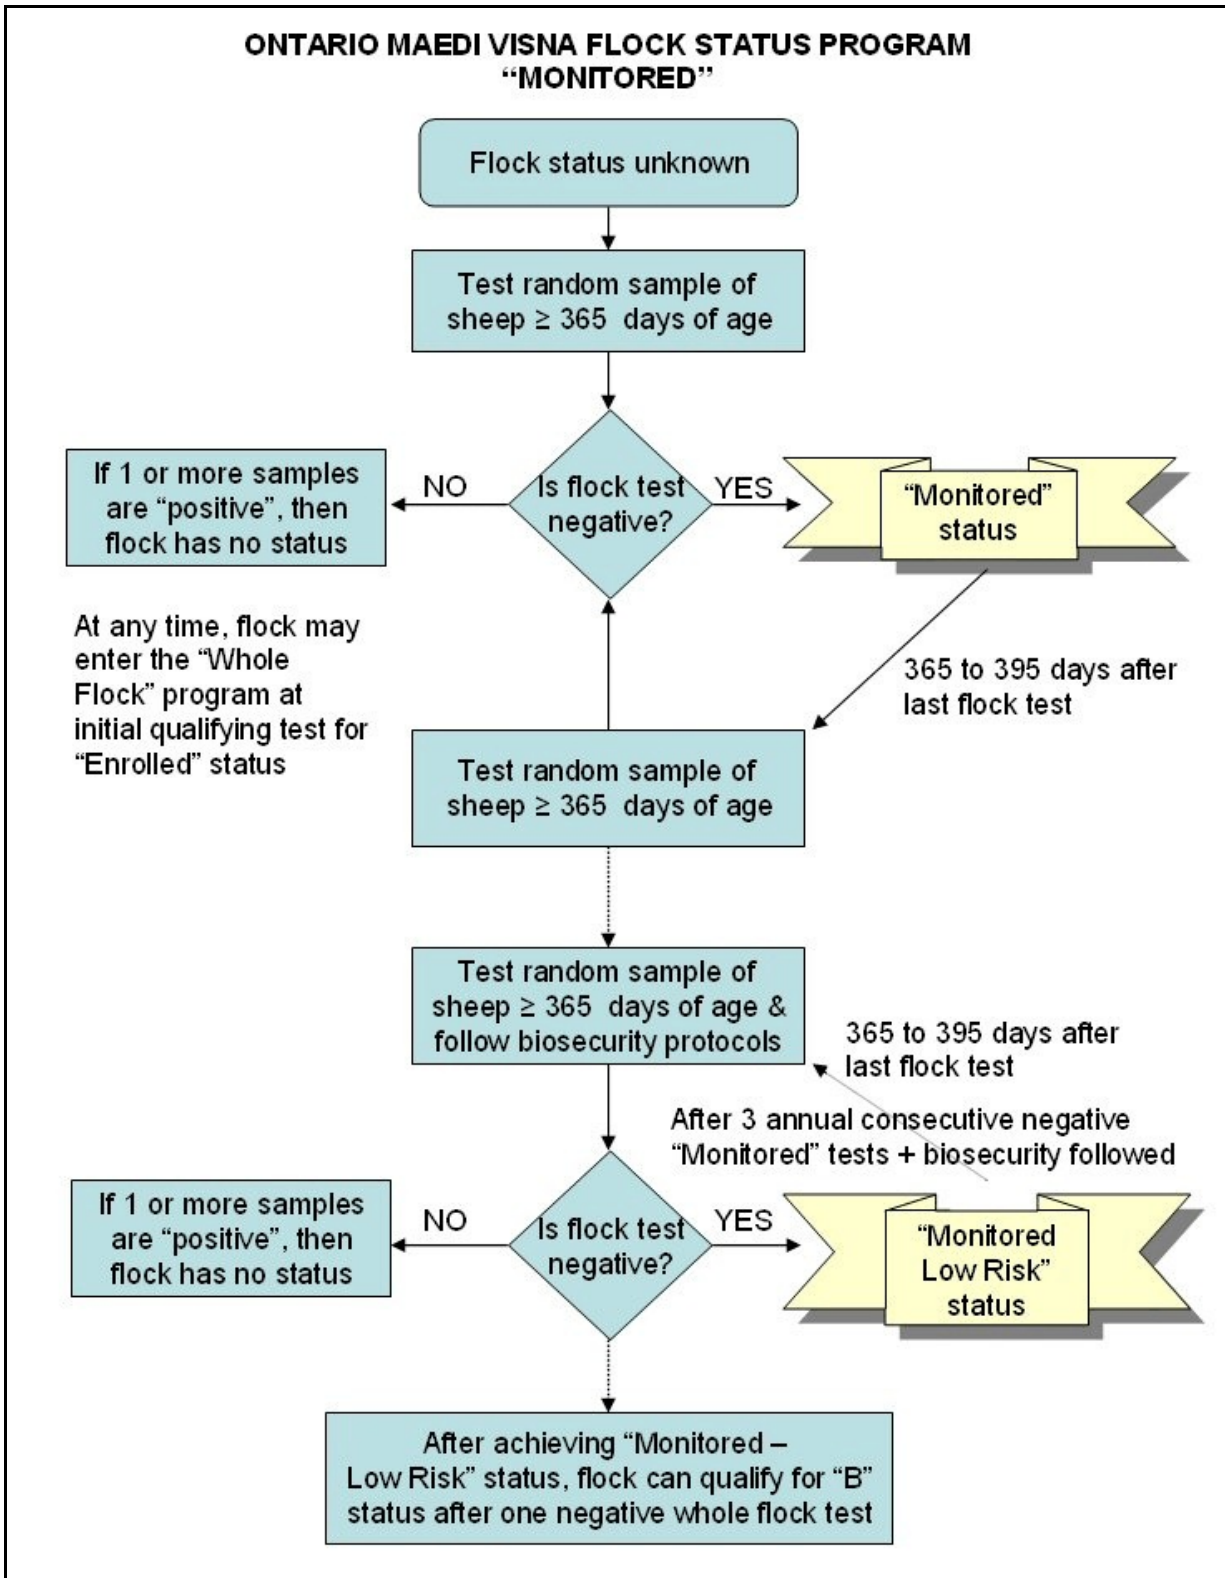 ONTARIO MAEDI VISNA FLOCK STATUS PROGRAM
“MONITORED”
Flock status unknown
Test random sample of
sheep ≥ 365 days of age
If 1 or more samples
are “positive”, then
flock has no status
NO
Is flock test
negative?
YES
“Monitored”
status
At any time, flock may
enter the “Whole
Flock” program at
initial qualifying test for
“Enrolled” status
365 to 395 days after
last flock test
Test random sample of
sheep ≥ 365 days of age
Test random sample of
sheep ≥ 365 days of age &
follow biosecurity protocols
365 to 395 days after
last flock test
After 3 annual consecutive negative
“Monitored” tests + biosecurity followed
If 1 or more samples
are “positive”, then
flock has no status
NO
Is flock test
negative?
YES
“Monitored
Low Risk”
status
After achieving “Monitored –
Low Risk” status, flock can qualify for “B”
status after one negative whole flock test